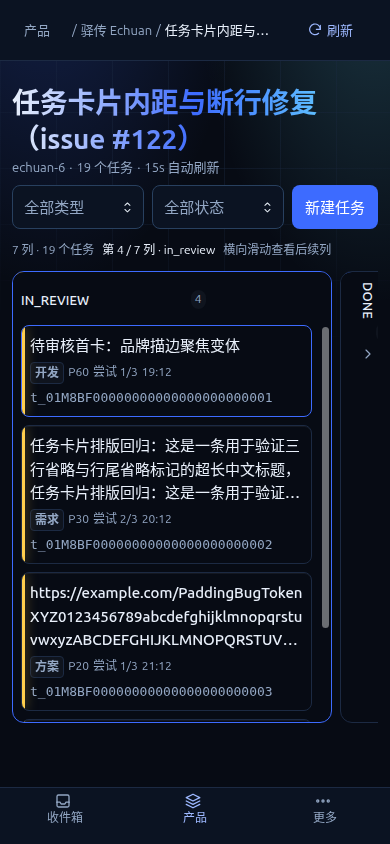 产品 / 驿传 Echuan / 任务卡片内距与... 刷新
任务卡片内距与断行修复
（issue #122）
echuan-6 · 19 个任务 · 15s 自动刷新
全部类型 全部状态 新建任务
7 列 · 19 个任务 第 4 / 7 列 · in_review 横向滑动查看后续列
IN_REVIEW 4
DONE
待审核首卡：品牌描边聚焦变体
开发 P60 尝试 1/3 19:12
t_01M8BF00000000000000000000001
任务卡片排版回归：这是一条用于验证三
行省略与行尾省略标记的超长中文标题，
任务卡片排版回归：这是一条用于验证...
需求 P30 尝试 2/3 20:12
t_01M8BF00000000000000000000002
https://example.com/PaddingBugToken
XYZ0123456789abcdefghijklmnopqrstu
vwxyzABCDEFGHIJKLMNOPQRSTUV...
方案 P20 尝试 1/3 21:12
t_01M8BF00000000000000000000003
收件箱 产品 更多